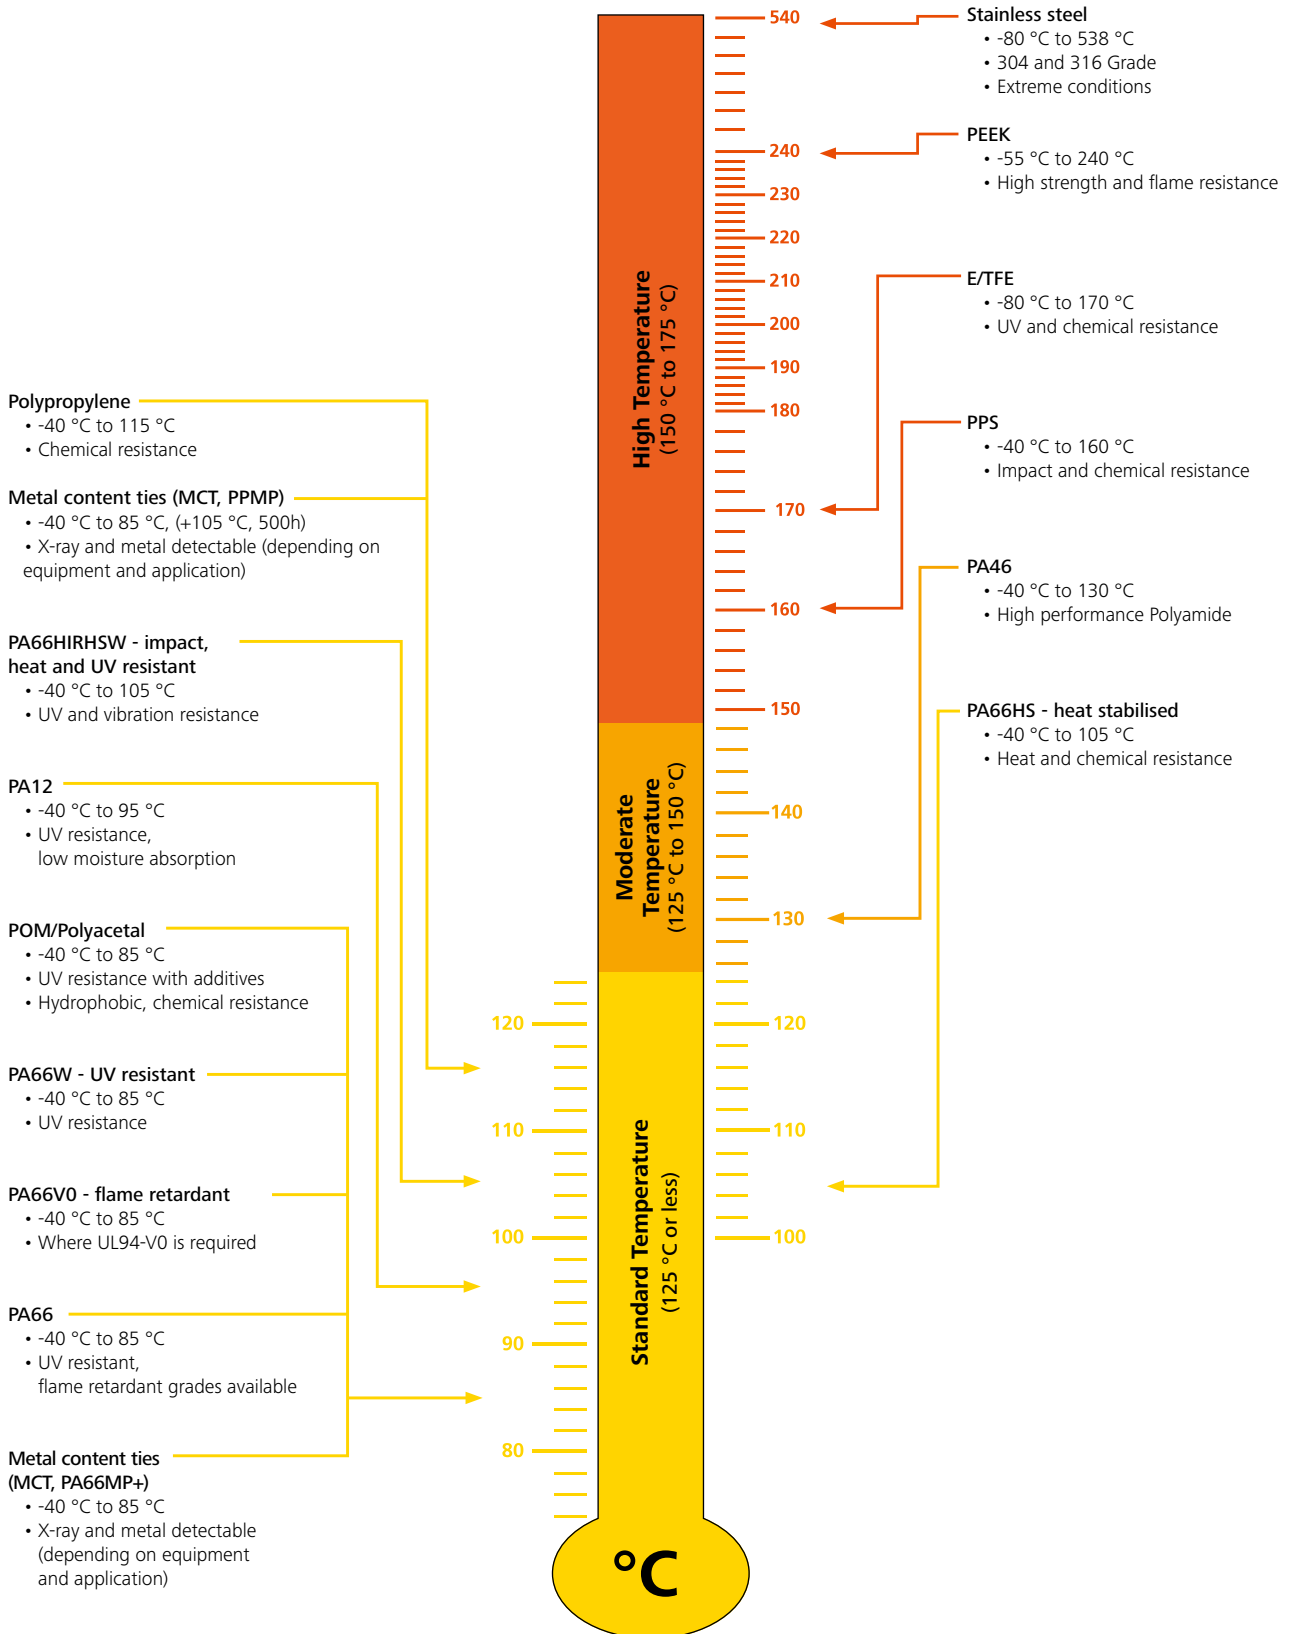 Polypropylene
• -40 °C to 115 °C
• Chemical resistance
Metal content ties (MCT, PPMP)
• -40 °C to 85 °C, (+105 °C, 500h)
• X-ray and metal detectable (depending on
equipment and application)
PA66HIRHSW - impact,
heat and UV resistant
• -40 °C to 105 °C
• UV and vibration resistance
PA12
• -40 °C to 95 °C
• UV resistance,
low moisture absorption
POM/Polyacetal
• -40 °C to 85 °C
• UV resistance with additives
• Hydrophobic, chemical resistance
PA66W - UV resistant
• -40 °C to 85 °C
• UV resistance
PA66V0 - flame retardant
• -40 °C to 85 °C
• Where UL94-V0 is required
PA66
• -40 °C to 85 °C
• UV resistant,
flame retardant grades available
Metal content ties
(MCT, PA66MP+)
• -40 °C to 85 °C
• X-ray and metal detectable
(depending on equipment
and application)
120
110
100
90
80
High Temperature
(150 °C to 175 °C)
Moderate
Temperature
(125 °C to 150 °C)
Standard Temperature
(125 °C or less)
°C
540
240
230
220
210
200
190
180
170
160
150
140
130
120
110
100
Stainless steel
• -80 °C to 538 °C
• 304 and 316 Grade
• Extreme conditions
PEEK
• -55 °C to 240 °C
• High strength and flame resistance
E/TFE
• -80 °C to 170 °C
• UV and chemical resistance
PPS
• -40 °C to 160 °C
• Impact and chemical resistance
PA46
• -40 °C to 130 °C
• High performance Polyamide
PA66HS - heat stabilised
• -40 °C to 105 °C
• Heat and chemical resistance